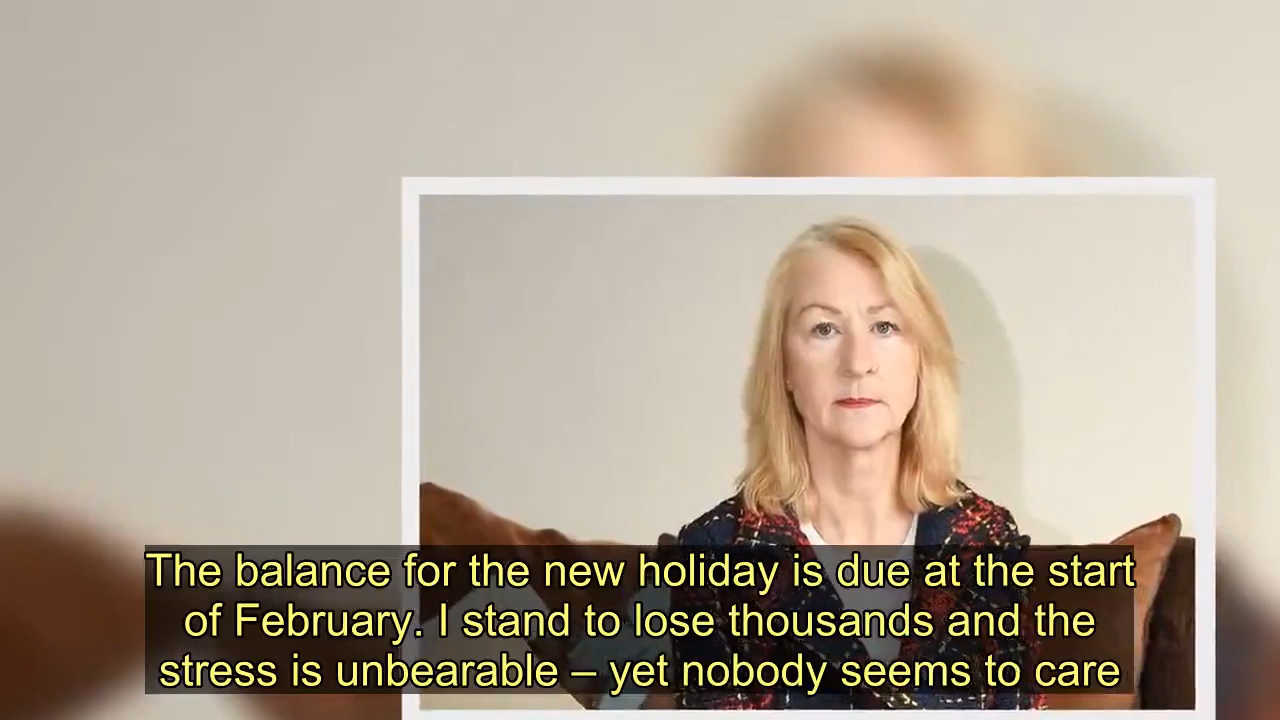 The balance for the new holiday is due at the start
of February. I stand to lose thousands and the
stress is unbearable – yet nobody seems to care